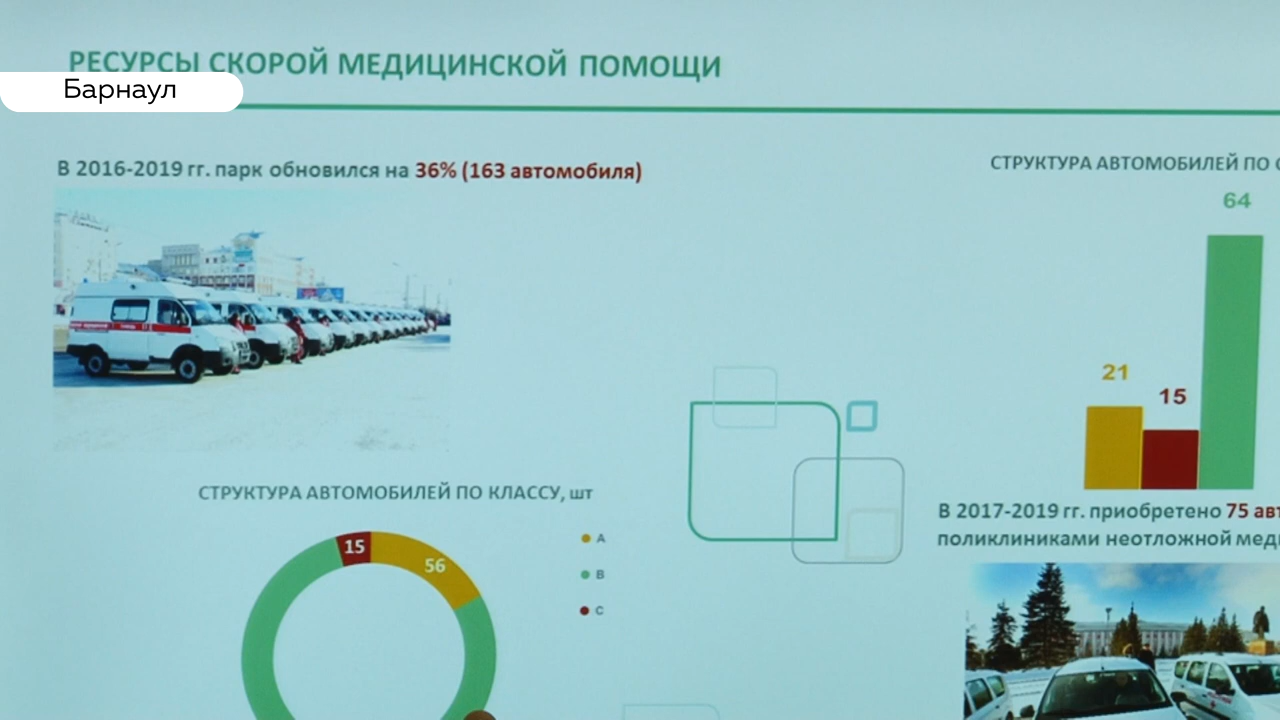 РЕСУРСЫ СКОРОЙ МЕДИЦИНСКОЙ ПОМОЩИ
Барнаул
В 2016-2019 гг. парк обновился на 36% (163 автомобиля)
СТРУКТУРА АВТОМОБИЛЕЙ ПО
64
21
15
СТРУКТУРА АВТОМОБИЛЕЙ ПО КЛАССУ, шт
15
56
A
B
C
В 2017-2019 гг. приобретено 75
поликлиниками неотложной